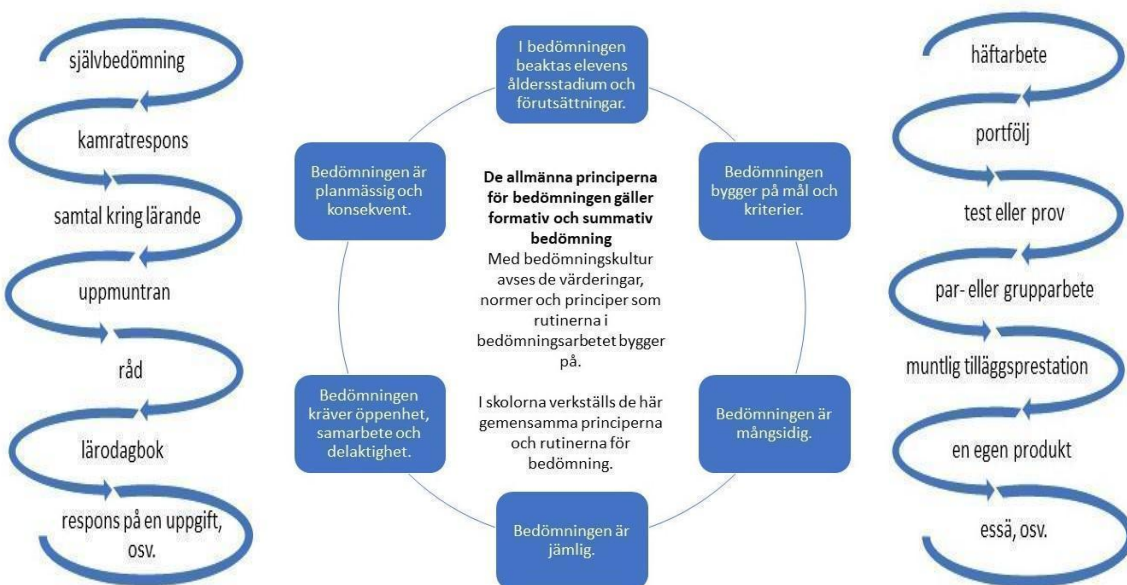 självbedömning
kamratrespons
samtal kring lärande
uppmuntran
råd
lärodagbok
respons på en uppgift,
osv.
I bedömningen
beaktas elevens
åldersstadium och
förutsättningar.
Bedömningen
bygger på mål och
kriterier.
Bedömningen är
mångsidig.
Bedömningen är
jämlig.
Bedömningen
kräver öppenhet,
samarbete och
delaktighet.
Bedömningen är
planmässig och
konsekvent.
De allmänna principerna
för bedömningen gäller
formativ och summativ
bedömning
Med bedömningskultur
avses de värderingar,
normer och principer som
rutinerna i
bedömningsarbetet bygger
på.
I skolorna verkställs de här
gemensamma principerna
och rutinerna för
bedömning.
häftarbete
portfölj
test eller prov
par- eller grupparbete
muntlig tilläggsprestation
en egen produkt
essä, osv.